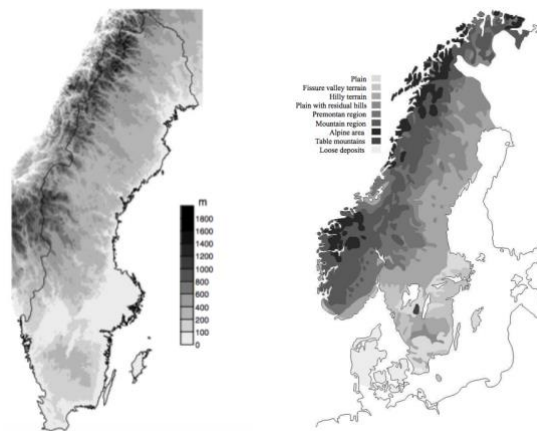 m
1800
1600
1400
1200
1000
800
600
400
200
100
0
Plain
Fissure valley terrain
Hilly terrain
Plain with residual hills
Premontan region
Mountain region
Alpine area
Table mountains
Loose deposits